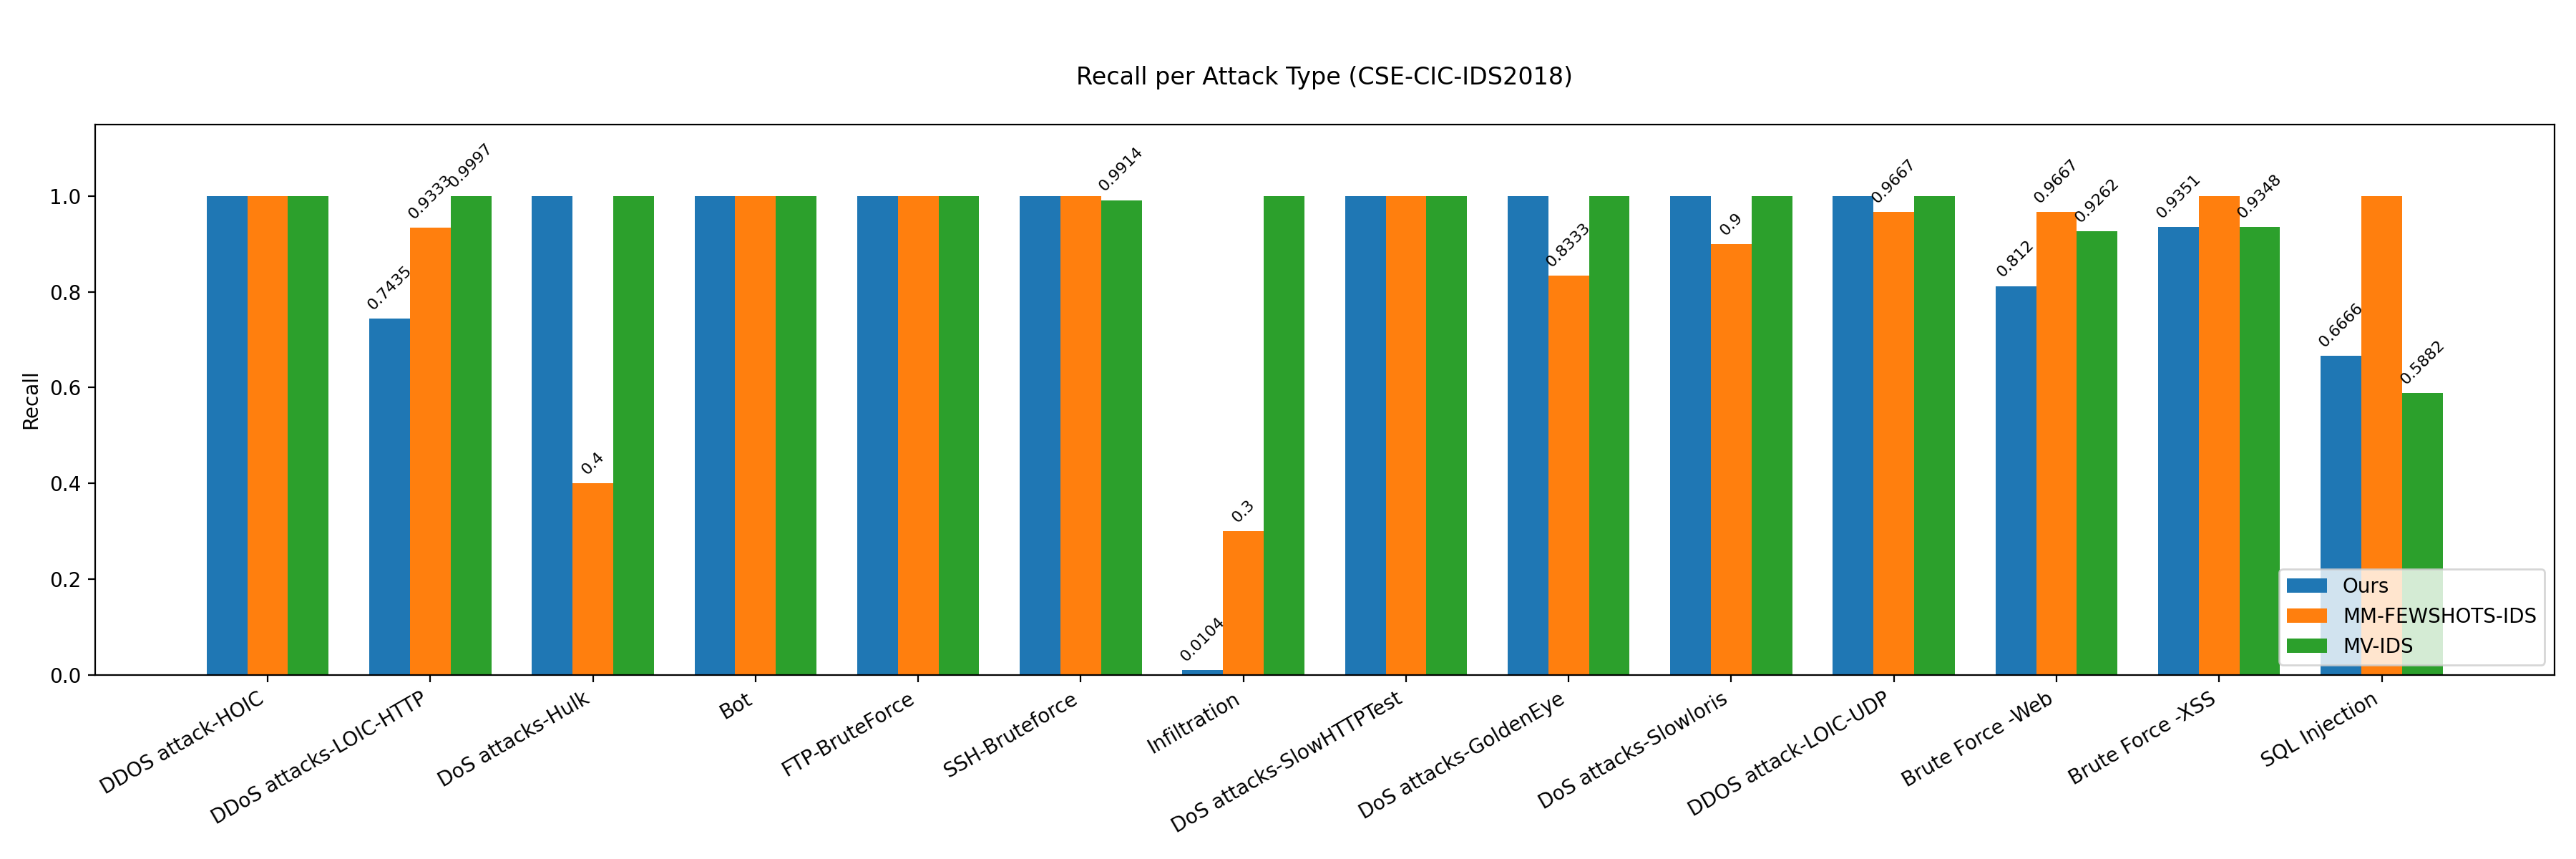 Recall per Attack Type (CSE-CIC-IDS2018)
Recall
1.0
0.8
0.6
0.4
0.2
0.0
0.7435
0.9333
0.9997
0.4
0.9914
0.0104
0.3
0.8333
0.9
0.9667
0.812
0.9667
0.9262
0.9351
0.9348
0.6666
0.5882
Ours
MM-FEWSHOTS-IDS
MV-IDS
DDOS attack-HOIC
DDoS attacks-LOIC-HTTP
DoS attacks-Hulk
Bot
FTP-BruteForce
SSH-Bruteforce
Infiltration
DoS attacks-SlowHTTPTest
DoS attacks-GoldenEye
DoS attacks-Slowloris
DDOS attack-LOIC-UDP
Brute Force -Web
Brute Force -XSS
SQL Injection